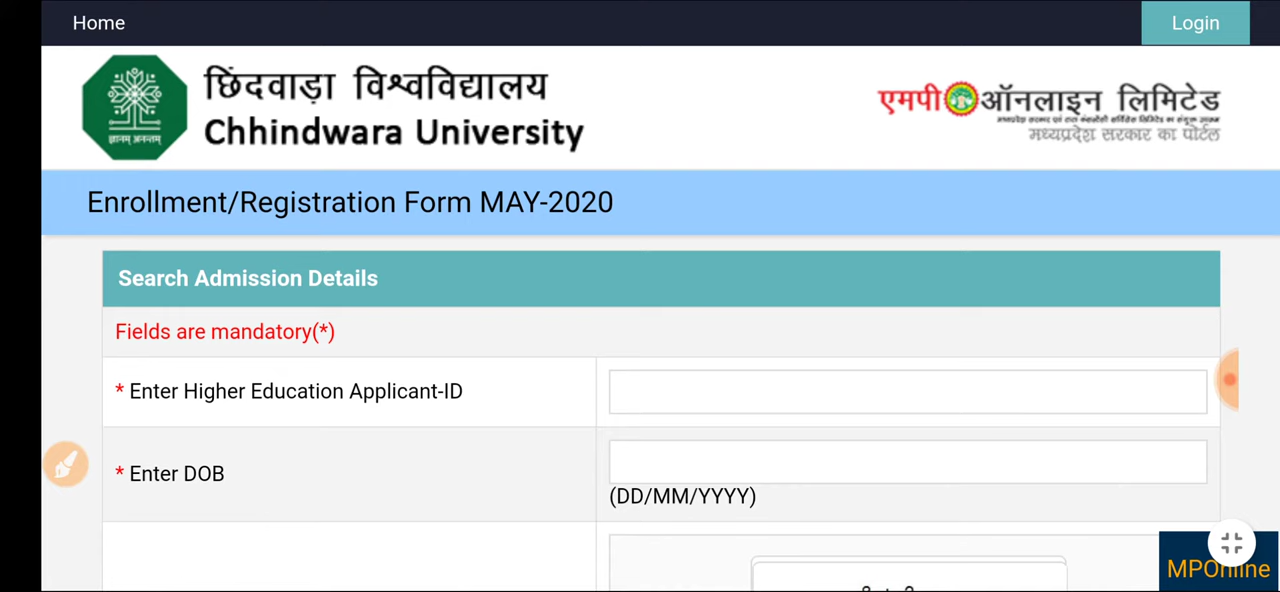 Home
Login
छिंदवाड़ा विश्वविद्यालय
Chhindwara University
ज्ञानम् अनन्तम्
एमपी ऑनलाइन लिमिटेड
मध्यप्रदेश सरकार का पोर्टल
Enrollment/Registration Form MAY-2020
Search Admission Details
Fields are mandatory(*)
* Enter Higher Education Applicant-ID
* Enter DOB
(DD/MM/YYYY)
MPOnline